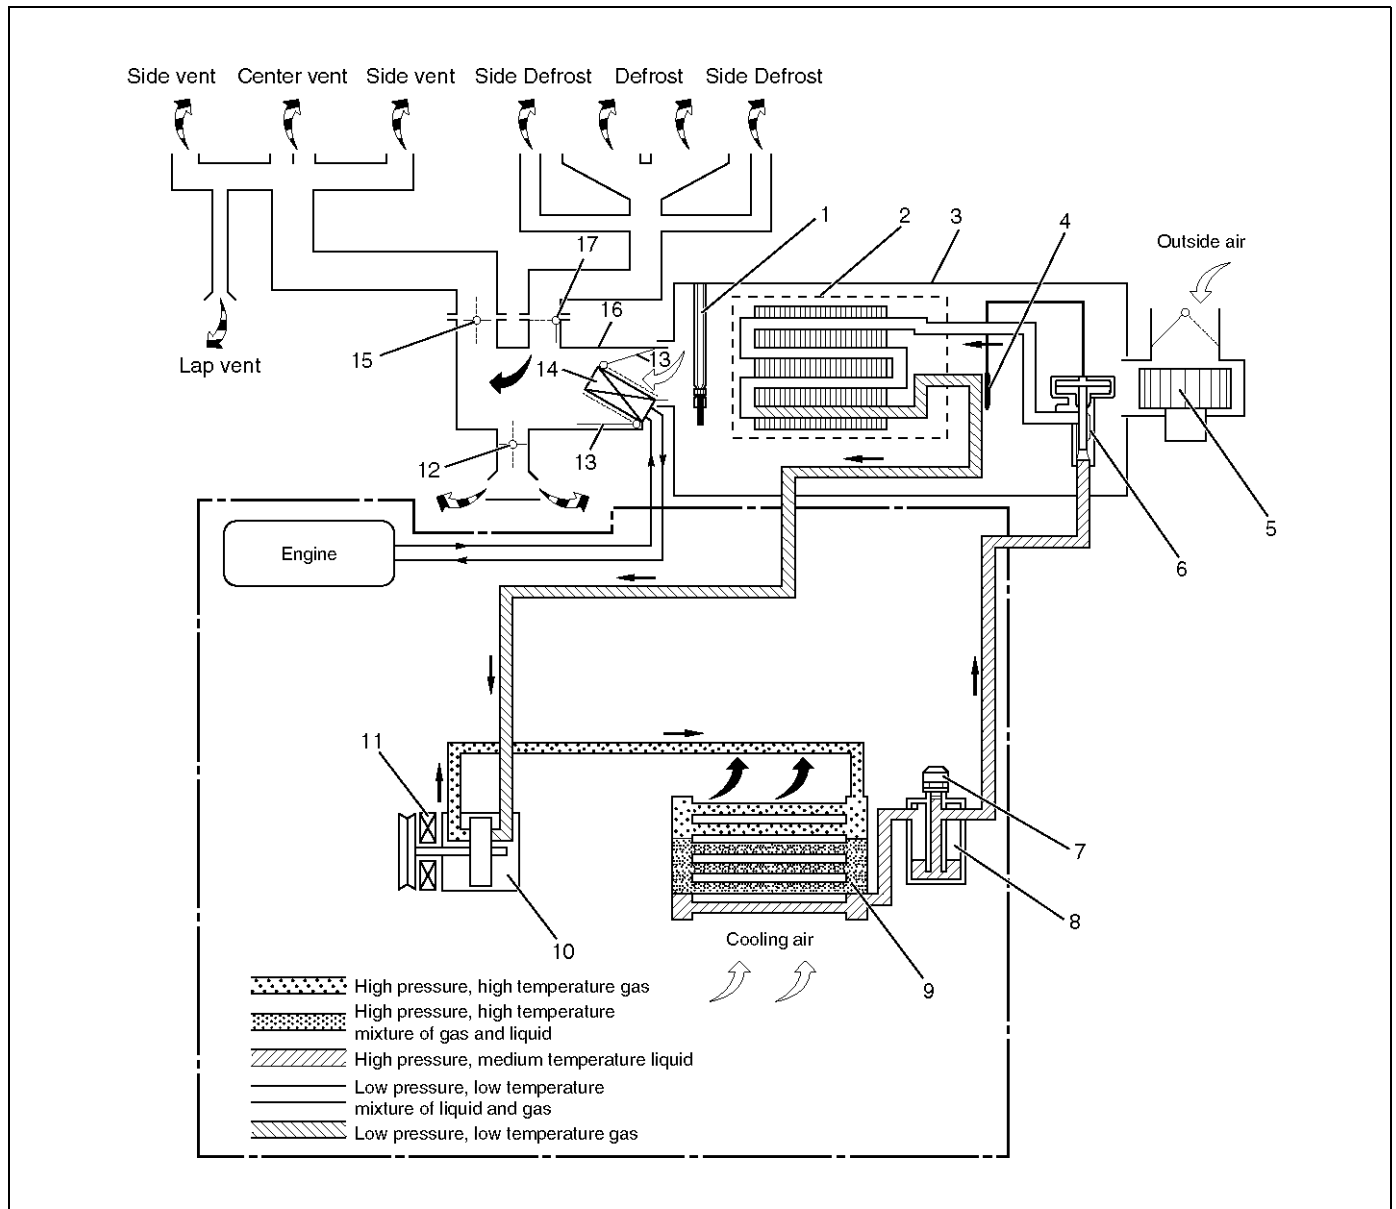 Side vent
Center vent
Side vent
Side Defrost
Defrost
Side Defrost
1
2
3
4
Outside air
17
16
15
14
13
Lap vent
12
13
5
6
Engine
11
7
8
10
9
Cooling air
High pressure, high temperature gas
High pressure, high temperature
mixture of gas and liquid
High pressure, medium temperature liquid
Low pressure, low temperature
mixture of liquid and gas
Low pressure, low temperature gas